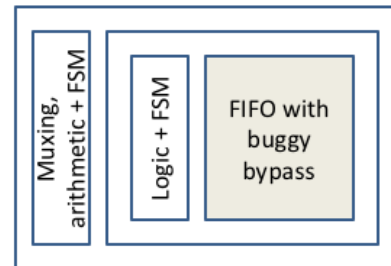 Muxing,
arithmetic + FSM
Logic + FSM
FIFO with
buggy
bypass